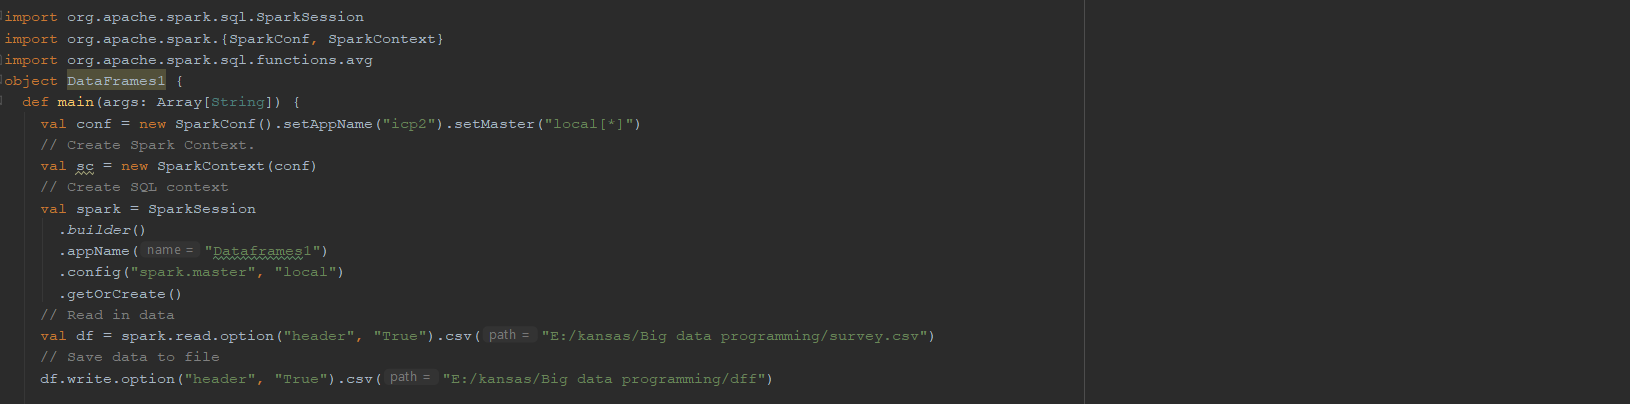 import org.apache.spark.sql.SparkSession
import org.apache.spark.{SparkConf, SparkContext}
import org.apache.spark.sql.functions.avg
object DataFrames1 {
  def main(args: Array[String]) {
    val conf = new SparkConf().setAppName("icp2").setMaster("local[*]")
    // Create Spark Context.
    val sc = new SparkContext(conf)
    // Create SQL context
    val spark = SparkSession
      .builder()
      .appName( name = "Dataframes1")
      .config("spark.master", "local")
      .getOrCreate()
    // Read in data
    val df = spark.read.option("header", "True").csv( path = "E:/kansas/Big data programming/survey.csv")
    // Save data to file
    df.write.option("header", "True").csv( path = "E:/kansas/Big data programming/dff")